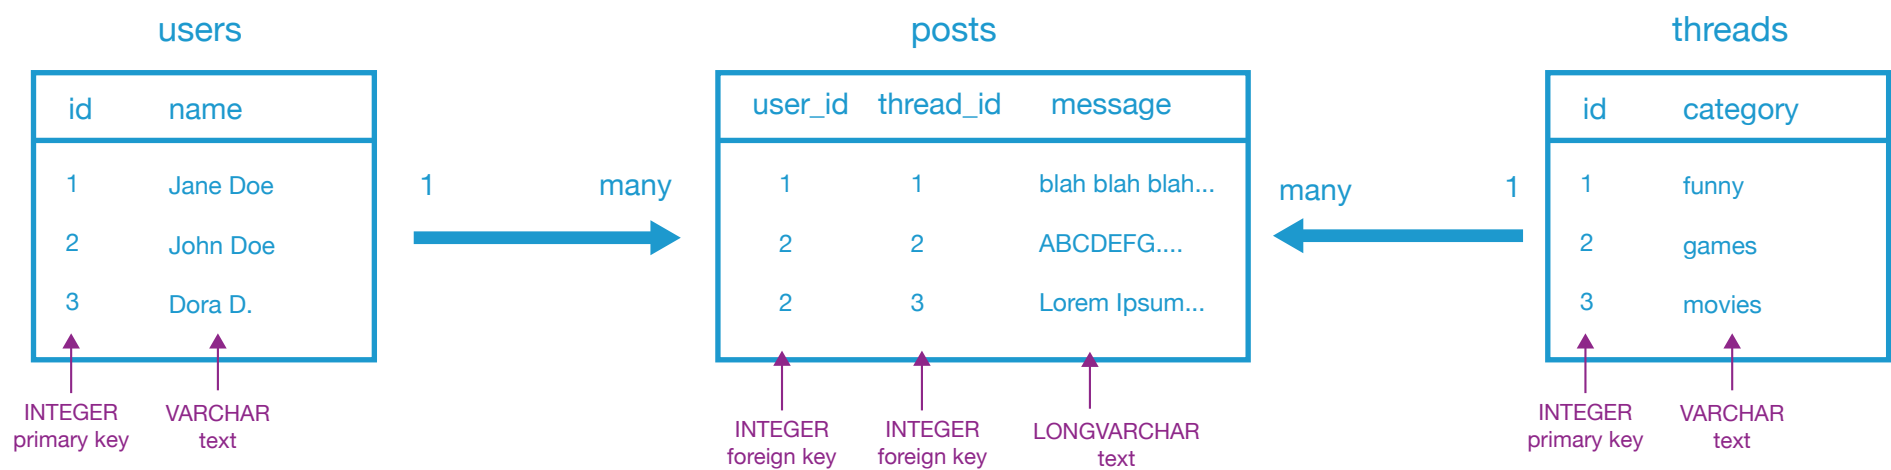 users
id name
1 Jane Doe
2 John Doe
3 Dora D.
INTEGER
primary key
VARCHAR
text
1 many
posts
user_id thread_id message
1 1 blah blah blah...
2 2 ABCDEFG....
2 3 Lorem Ipsum...
INTEGER
foreign key
INTEGER
foreign key
LONGVARCHAR
text
many 1
threads
id category
1 funny
2 games
3 movies
INTEGER
primary key
VARCHAR
text